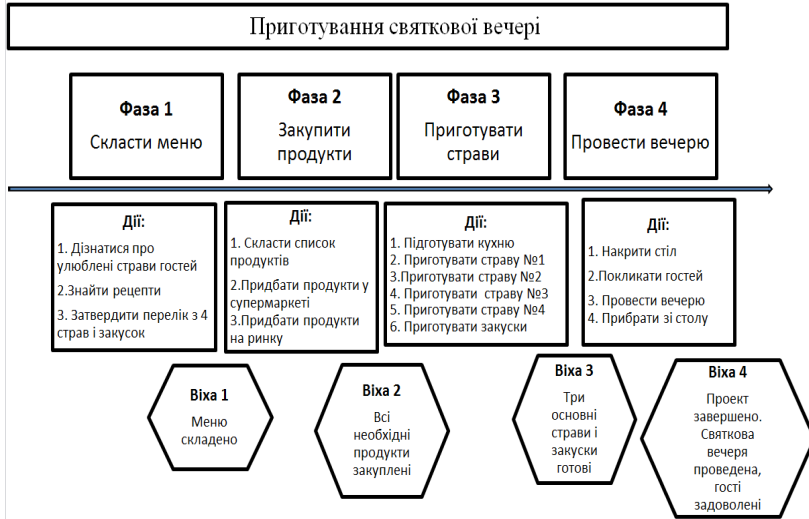 Приготування святкової вечері
Фаза 1
Скласти меню
Фаза 2
Закупити
продукти
Фаза 3
Приготувати
страви
Фаза 4
Провести вечерю
Дії:
1. Дізнатися про
улюблені страви гостей
2.Знайти рецепти
3. Затвердити перелік з 4
страв і закусок
Дії:
1. Скласти список
продуктів
2.Придбати продукти у
супермаркеті
3.Придбати продукти
на ринку
Дії:
1. Підготувати кухню
2. Приготувати страву №1
3.Приготувати страву №2
4. Приготувати страву №3
5. Приготувати страву №4
6. Приготувати закуски
Дії:
1. Накрити стіл
2.Покликати гостей
3. Провести вечерю
4. Прибрати зі столу
Віха 1
Меню
складено
Віха 2
Всі
необхідні
продукти
закуплені
Віха 3
Три
основні
страви і
закуски
готові
Віха 4
Проект
завершено.
Святкова
вечеря
проведена,
гості
задоволені